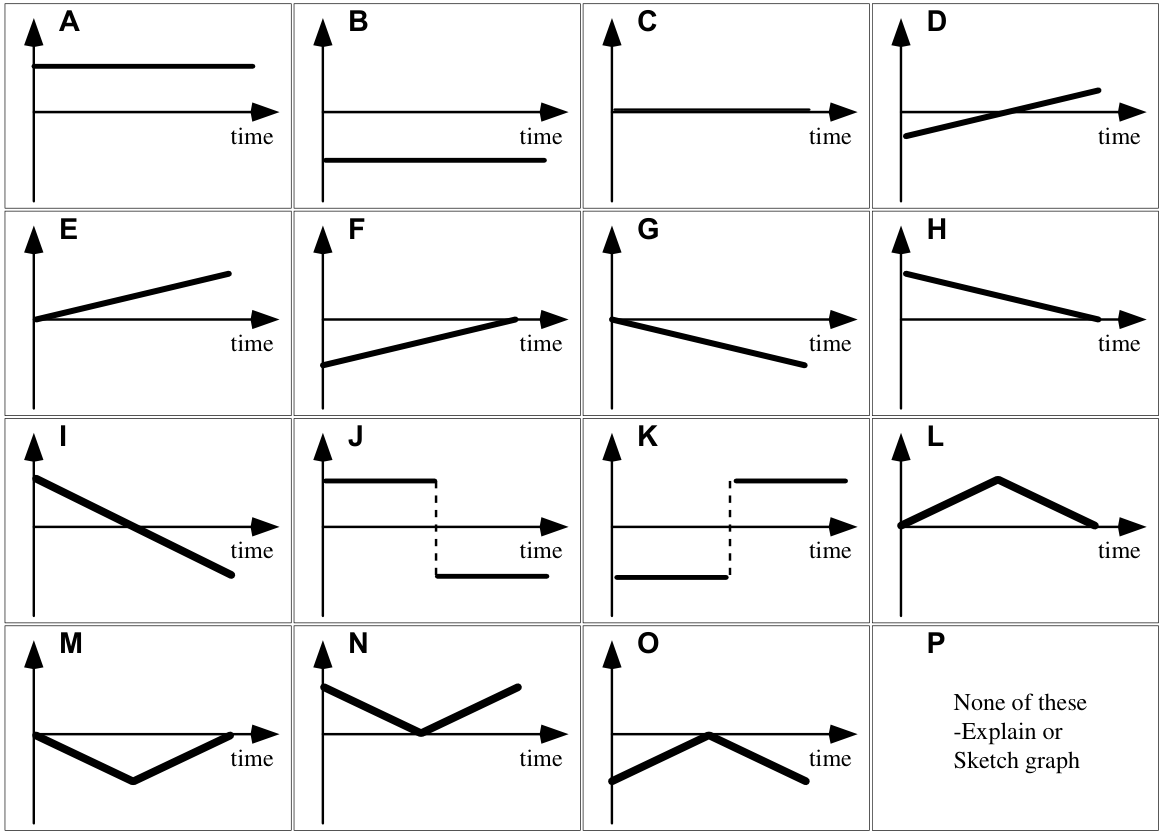 A
time
B
time
C
time
D
time
E
time
F
time
G
time
H
time
I
time
J
time
K
time
L
time
M
time
N
time
O
time
P
None of these
-Explain or
Sketch graph